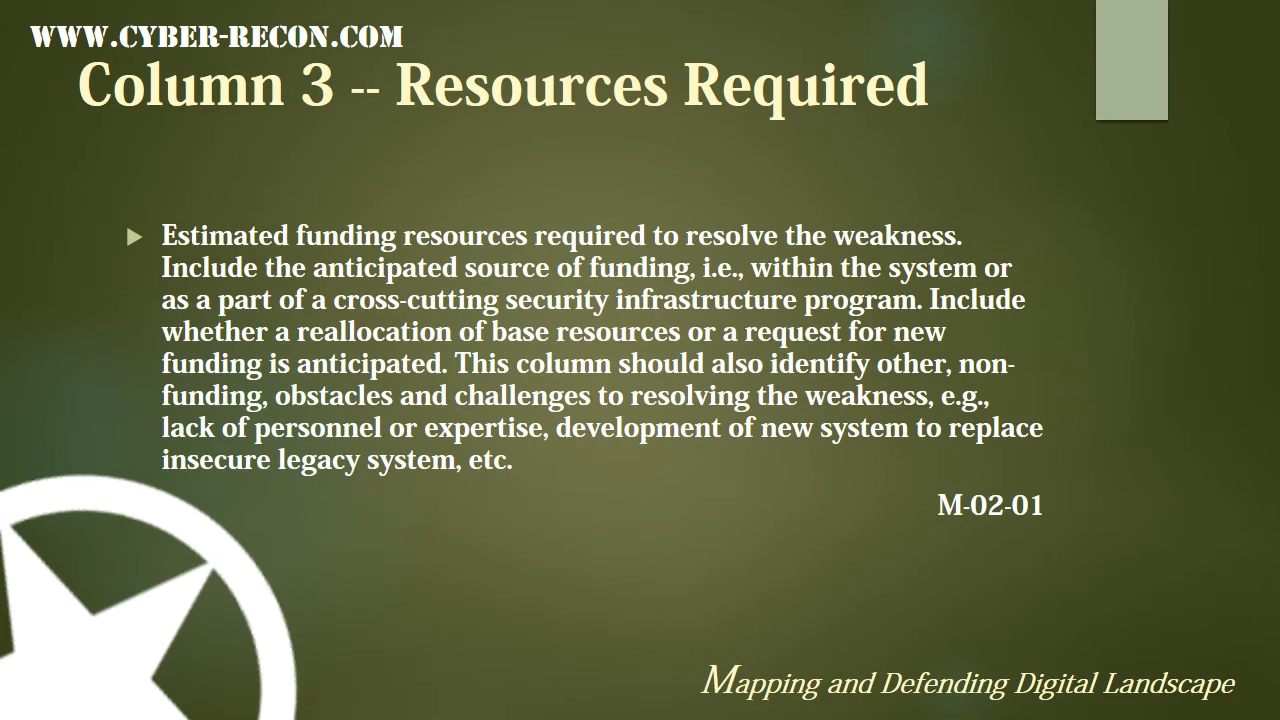 WWW.CYBER-RECON.COM
Column 3 -- Resources Required
Estimated funding resources required to resolve the weakness.
Include the anticipated source of funding, i.e., within the system or
as a part of a cross-cutting security infrastructure program. Include
whether a reallocation of base resources or a request for new
funding is anticipated. This column should also identify other, non-
funding, obstacles and challenges to resolving the weakness, e.g.,
lack of personnel or expertise, development of new system to replace
insecure legacy system, etc.
M-02-01
Mapping and Defending Digital Landscape